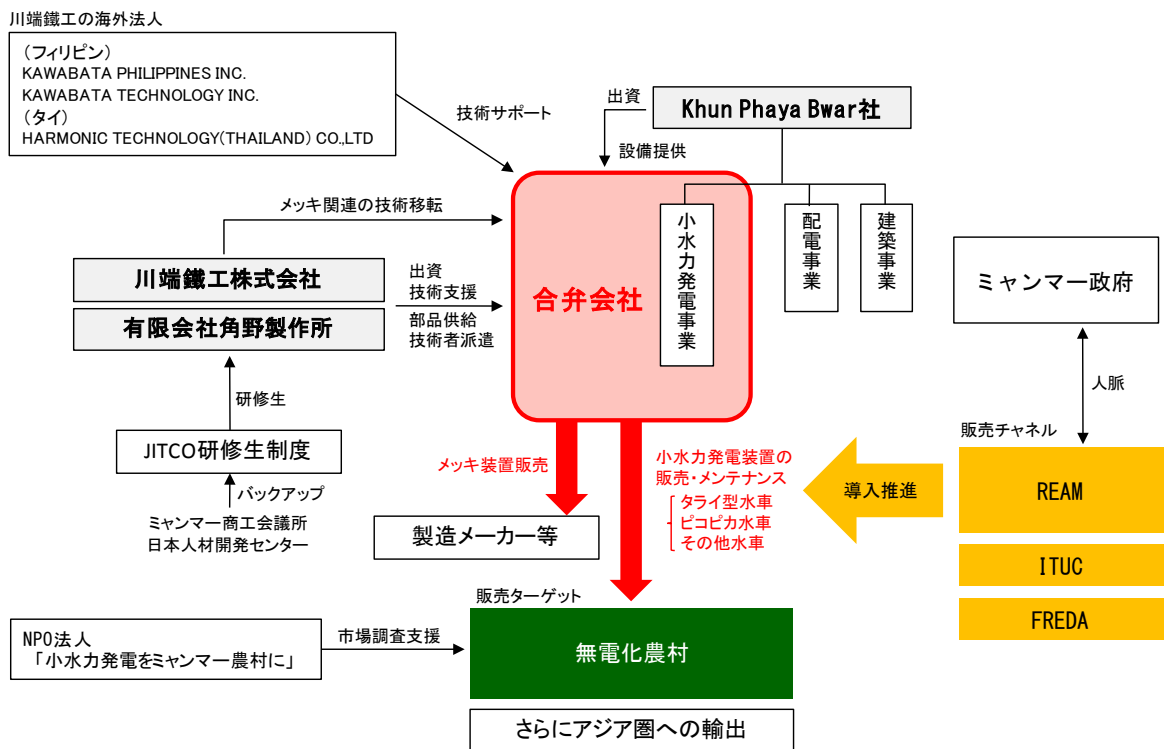 川端鐵工の海外法人
（フィリピン）
KAWABATA PHILIPPINES INC.
KAWABATA TECHNOLOGY INC.
（タイ）
HARMONIC TECHNOLOGY(THAILAND) CO.,LTD
技術サポート
出資
Khun Phaya Bwar社
設備提供
メッキ関連の技術移転
川端鐵工株式会社
有限会社角野製作所
出資
技術支援
部品供給
技術者派遣
合弁会社
小水力発電事業
配電事業
建築事業
ミャンマー政府
人脈
研修生
JITCO研修生制度
バックアップ
ミャンマー商工会議所
日本人材開発センター
メッキ装置販売
製造メーカー等
小水力発電装置の
販売・メンテナンス
タライ型水車
ピコピカ水車
その他水車
導入推進
販売チャネル
REAM
ITUC
FREDA
販売ターゲット
無電化農村
NPO法人
「小水力発電をミャンマー農村に」
市場調査支援
さらにアジア圏への輸出